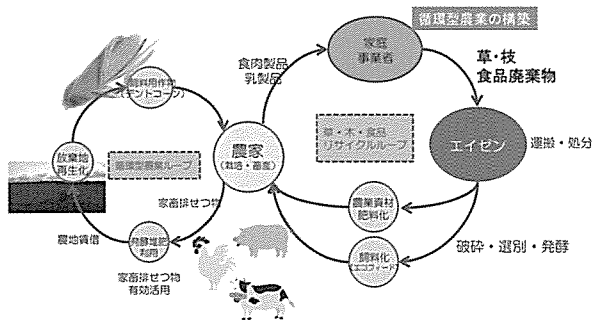 循環型農業の構築
家庭
事業者
食肉製品
乳製品
草・枝
食品廃棄物
飼料用作物
(デントコーン)
草・木・食品
リサイクルループ
エイゼン
運搬・処分
農家
(栽培・畜産)
放棄地
再生化
循環型農業ループ
農業資材
肥料化
家畜排せつ物
農地賃借
発酵堆肥
利用
飼料化
(エコフィード)
破砕・選別・発酵
家畜排せつ物
有効活用